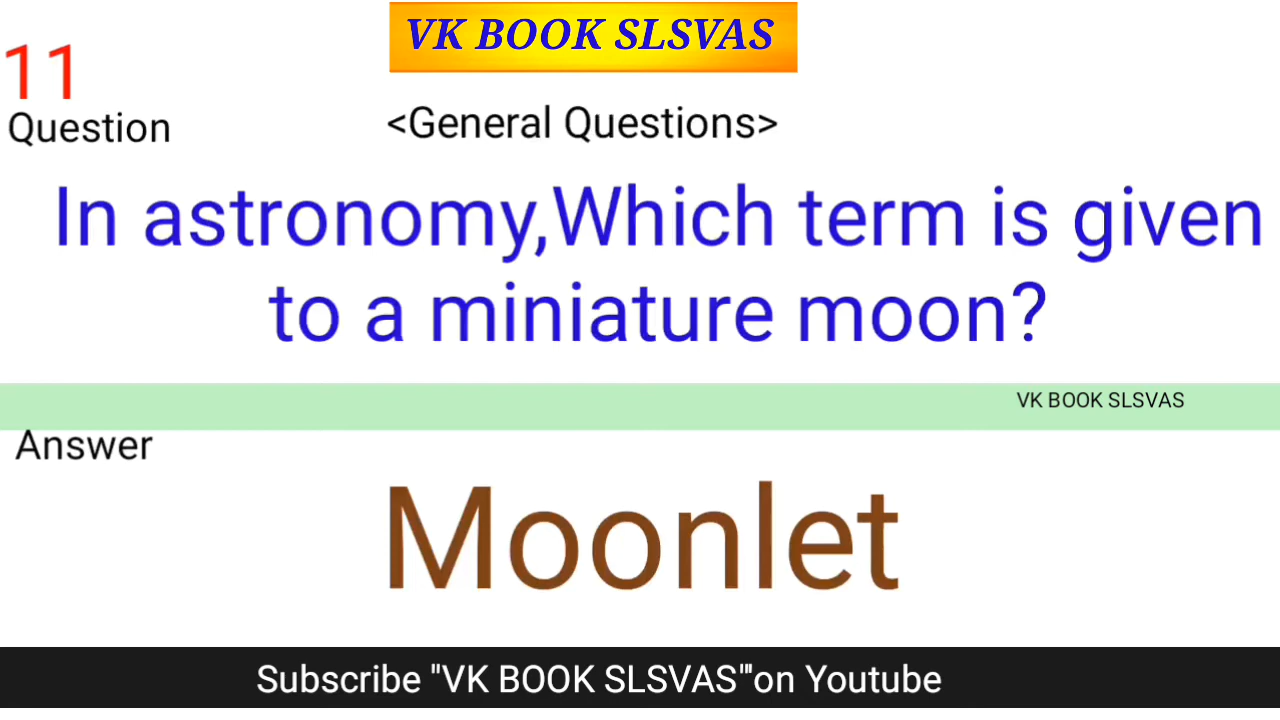 VK BOOK SLSVAS
11
Question
<General Questions>
In astronomy,Which term is given
to a miniature moon?
VK BOOK SLSVAS
Answer
Moonlet
Subscribe "VK BOOK SLSVAS'"on Youtube